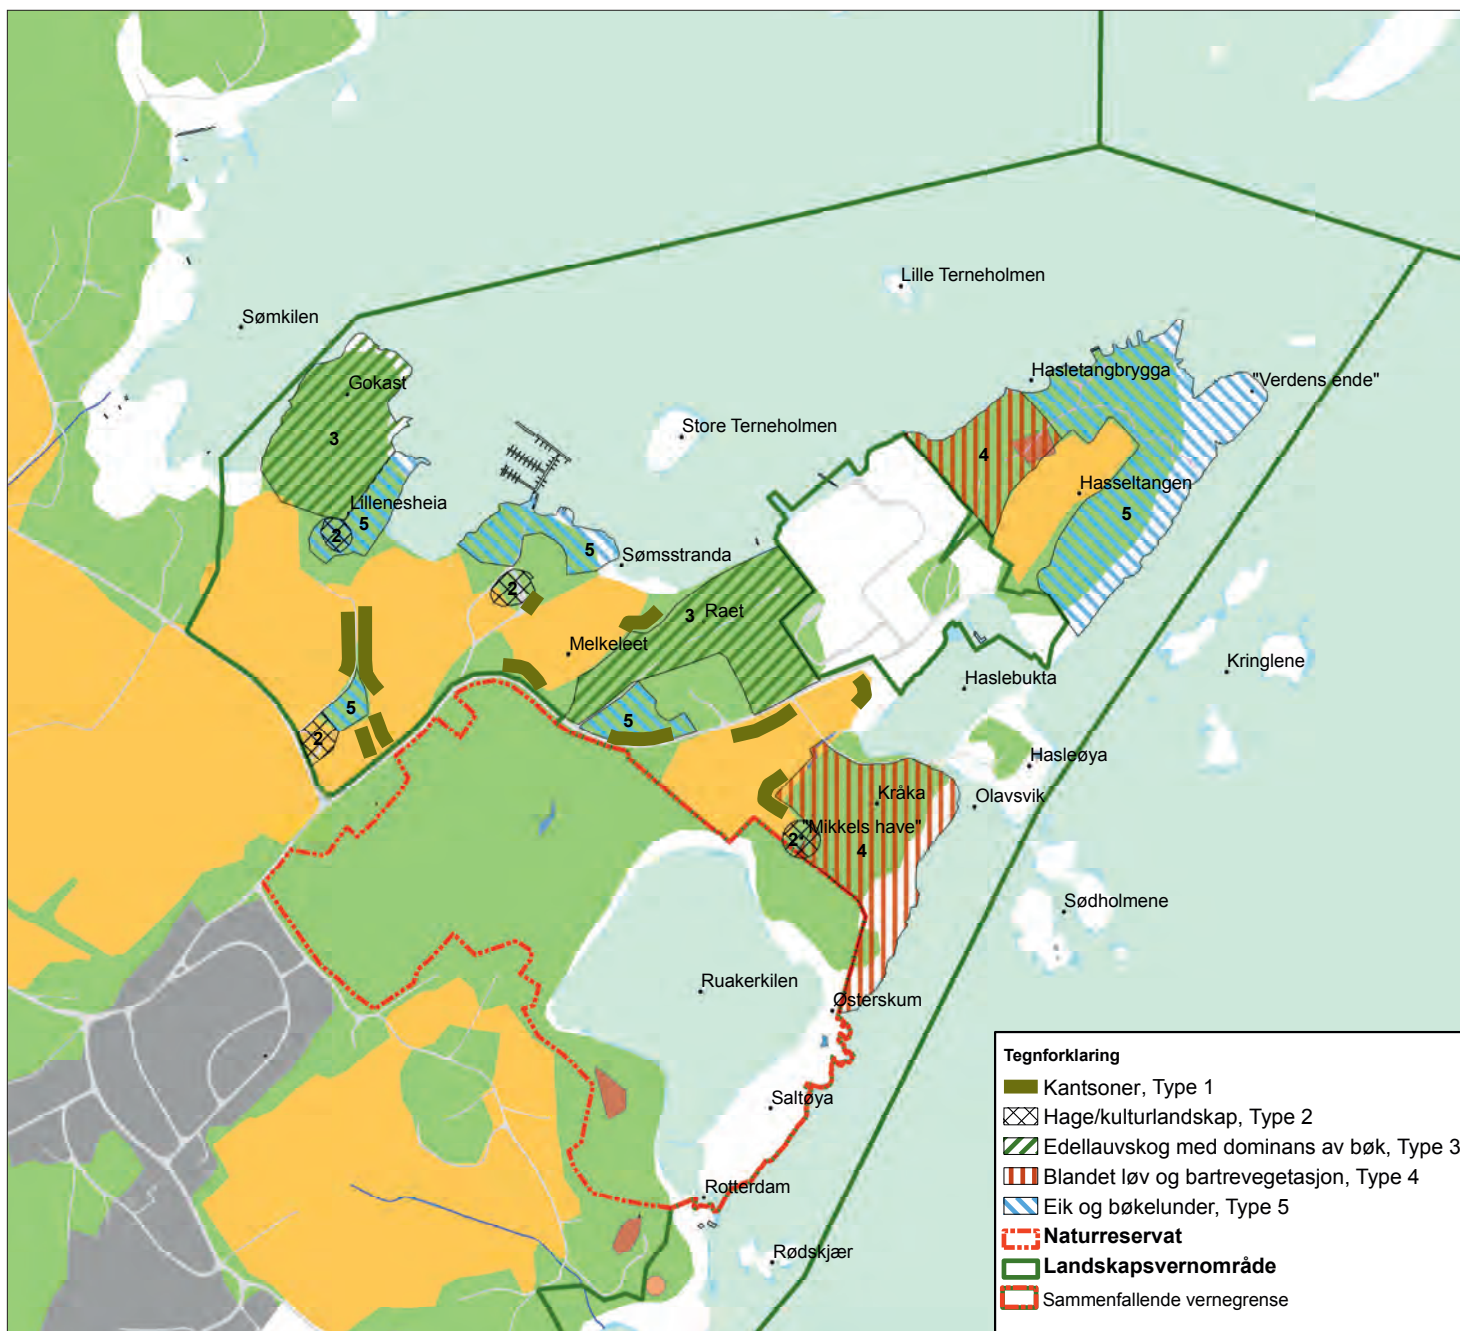 Lille Terneholmen
Sømkilen
Hasletangbrygga
"Verdens ende"
Gokast
Store Terneholmen
3
4
Hasseltangen
Lillenesheia
5
2
5
5
Sømsstranda
2
3
Raet
Melkeleet
Kringlene
Haslebukta
5
5
2
Hasleøya
Kråka
Olavsvik
"Mikkels have"
2
4
Sødholmene
Ruakerkilen
Østerskum
Saltøya
Rotterdam
Rødskjær
Tegnforklaring
Kantsoner, Type 1
Hage/kulturlandskap, Type 2
Edellauvskog med dominans av bøk, Type 3
Blandet løv og bartrevegetasjon, Type 4
Eik og bøkelunder, Type 5
Naturreservat
Landskapsvernområde
Sammenfallende vernegrense